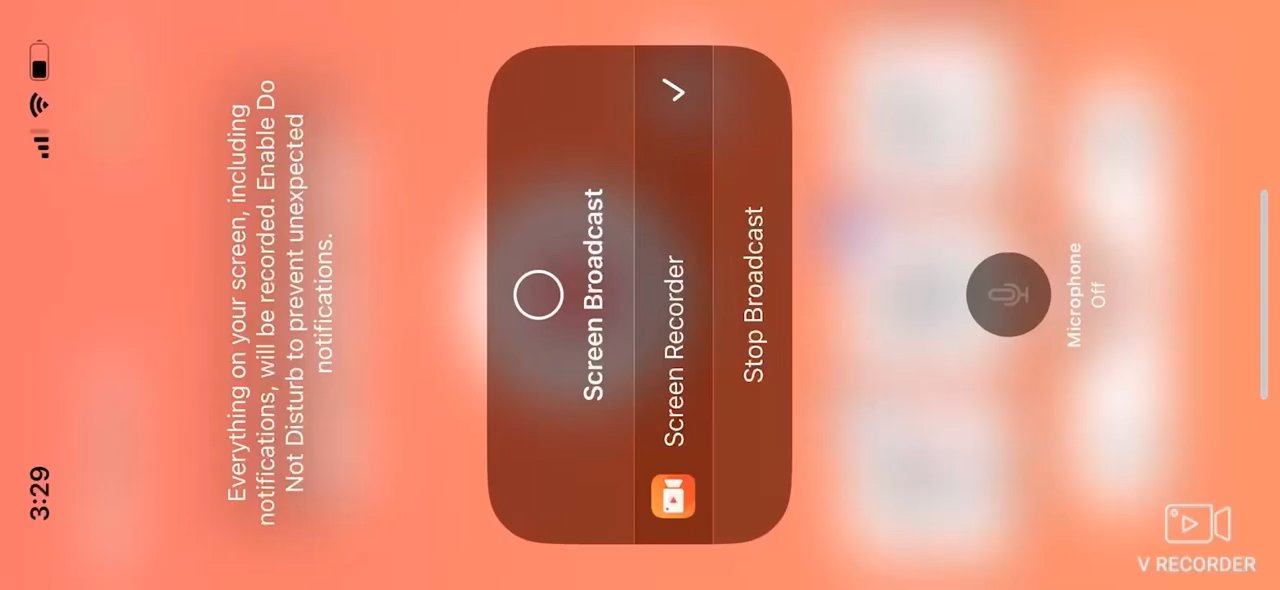 3:29
Everything on your screen, including
notifications, will be recorded. Enable Do
Not Disturb to prevent unexpected
notifications.
Screen Broadcast
Screen Recorder
Stop Broadcast
Microphone
Off
V RECORDER